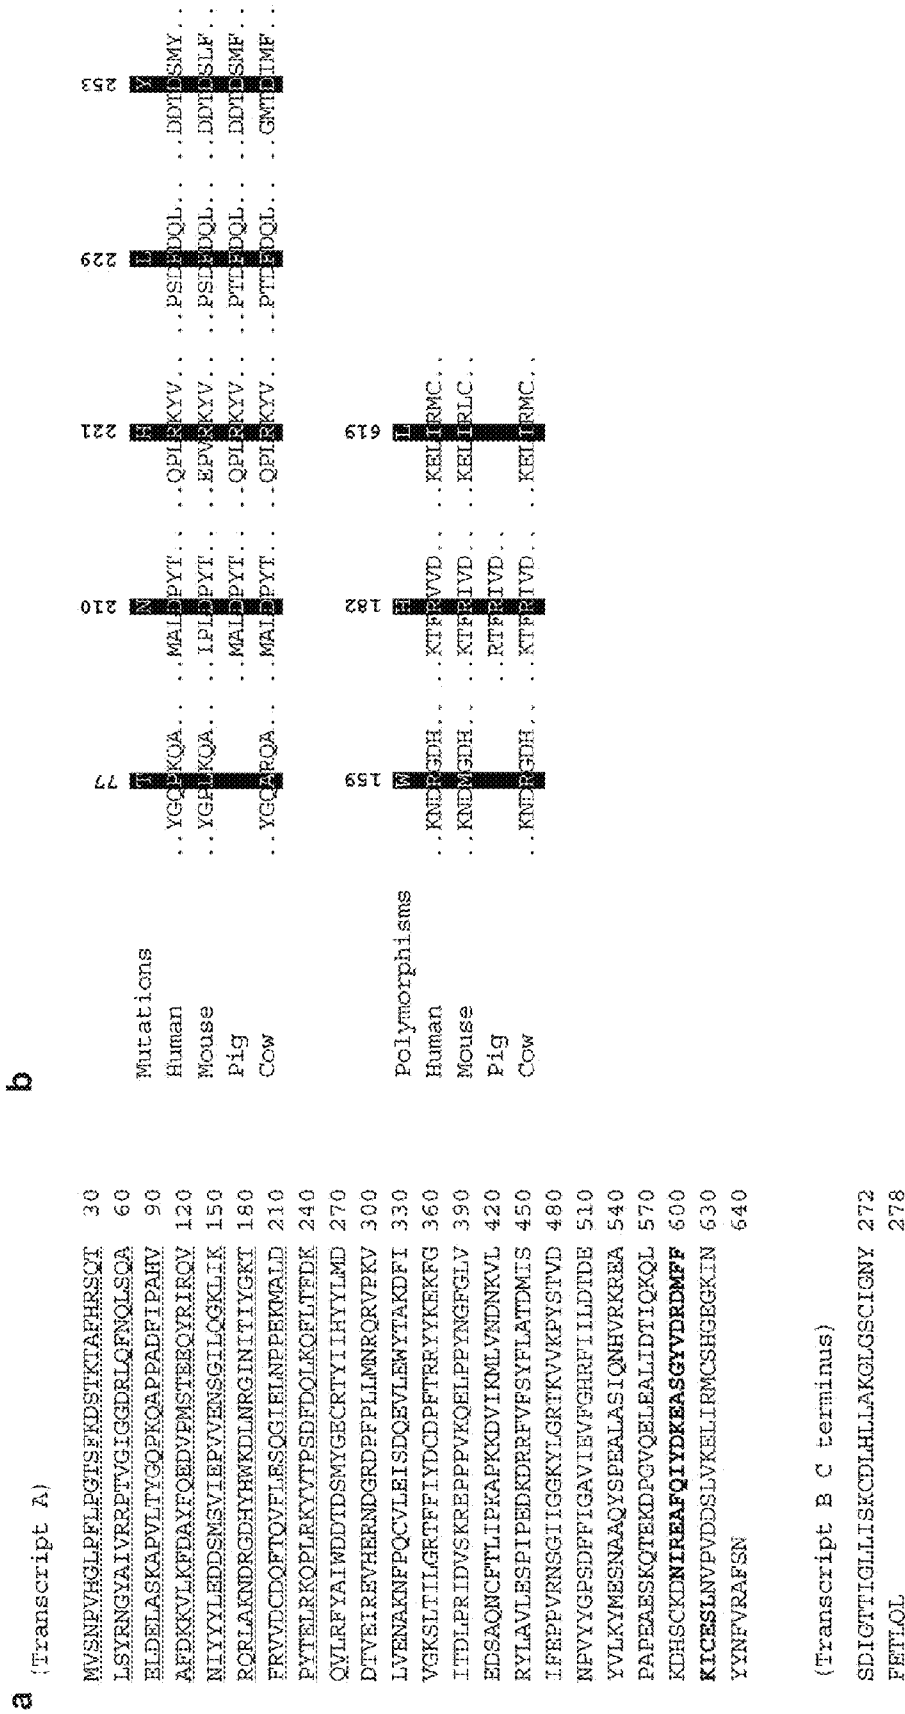 a
(Transcript A)
MVSNPVHGLPFLPGTSFKDSTKTAFHRSQT 30
LSYRNGYAIVRRPTVGIGGDRLQFNQLSQA 60
ELDELASKAPVLTYGQPKQAPPADFIPAHV 90
AFDKKVLKFDAYFQEDVPMSTEEQYRIRQV 120
NIYYYLEDDSMSVIEPVVENSGILQGKLIK 150
RQRLAKNDRGDHYHWKDLNRGINITIYGKT 180
FRVVDCDQFTQVFLESQGIELNPPEKMALD 210
PYTELRKQPLRKYVTPSDFDQLKQFLTFDK 240
QVLRFYAIWDDTDSMYGECRTYIIHYYLMD 270
DTVEIREVHERNDGRDPFPLLMNRQRVPKV 300
LVENAKNFPQCVLEISDQEVLEWYTAKDFI 330
VGKSLTILGRTFFIYDCDPFTRRYYKEKFG 360
ITDLPRIDVSKREPPPVKQELPPYNGFGLV 390
EDSAQNCFTLIPKAPKKDVIKMLVNDNKVL 420
RYLAVLESPIPEDKDRRFVFSYFLATDMIS 450
IFEPPVRNSGIIGGKYLGRTKVVKPYSTVD 480
NPVYYGPSDFFIGAVIEVFGHRFIILDTDE 510
YVLKYMESNAAQYSPEALASIQNHVRKREA 540
PAPEAESKQTEKDPGVQELEALIDTIQKQL 570
KDHSCKDNIREAFQIYDKEASGYVDRDMFF 600
KICESLNVPVDDSLVKELIRMCSHGEGKIN 630
YYNFVRAFSN 640
(Transcript B C terminus)
SDIGTTIGLLLISKCDLHLLAKGLGSCIGNY 272
FETLQL 278
b
77 210 221 229 253
Mutations T N H L Y
Human ..YGQPKQA.. ..MALDPYT.. ..QPLRKYV.. ..PSDFDQL.. ..DDTDSMY..
Mouse ..YGPLKQA.. ..IPLDPYT.. ..EPVRKYV.. ..PSDFDQL.. ..DDTDSLF..
Pig ..MALDPYT.. ..QPLRKYV.. ..PTDFDQL.. ..DDTDSMF..
Cow ..YGQARQA.. ..MALDPYT.. ..QPLRKYV.. ..PTDFDQL.. ..GMTDTMF..
159 182 619
Polymorphisms W H L
Human ..KNDRGDH.. ..KTFRVVD.. ..KELIRMC..
Mouse ..KNDMGDH.. ..KTFRIVD.. ..KELIRLC..
Pig ..RTFRIVD..
Cow ..KNDRGDH.. ..KTFRIVD.. ..KELIRMC..